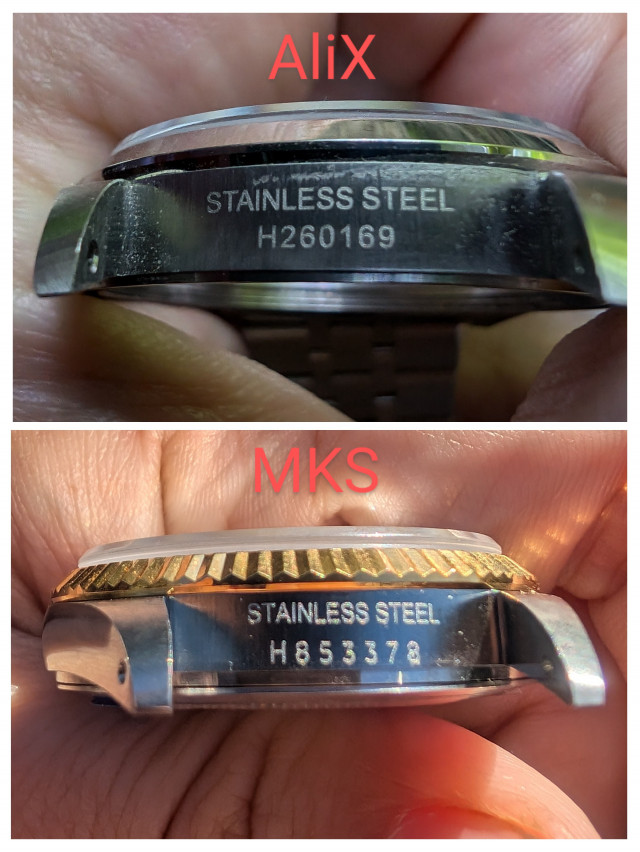 AliX
STAINLESS STEEL
H260169
MKS
STAINLESS STEEL
H853378